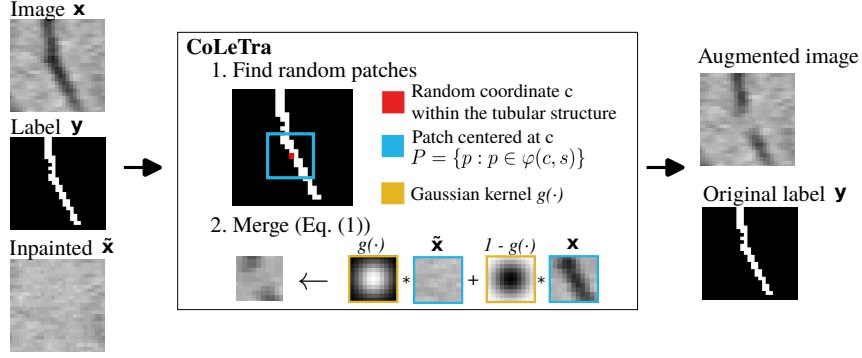 Image x
Label y
Inpainted x̃
CoLeTra
1. Find random patches
Random coordinate c
within the tubular structure
Patch centered at c
P = {p : p ∈ φ(c, s)}
Gaussian kernel g(·)
2. Merge (Eq. (1))
g(·) x̃ 1 - g(·) x
← * + *
Augmented image
Original label y